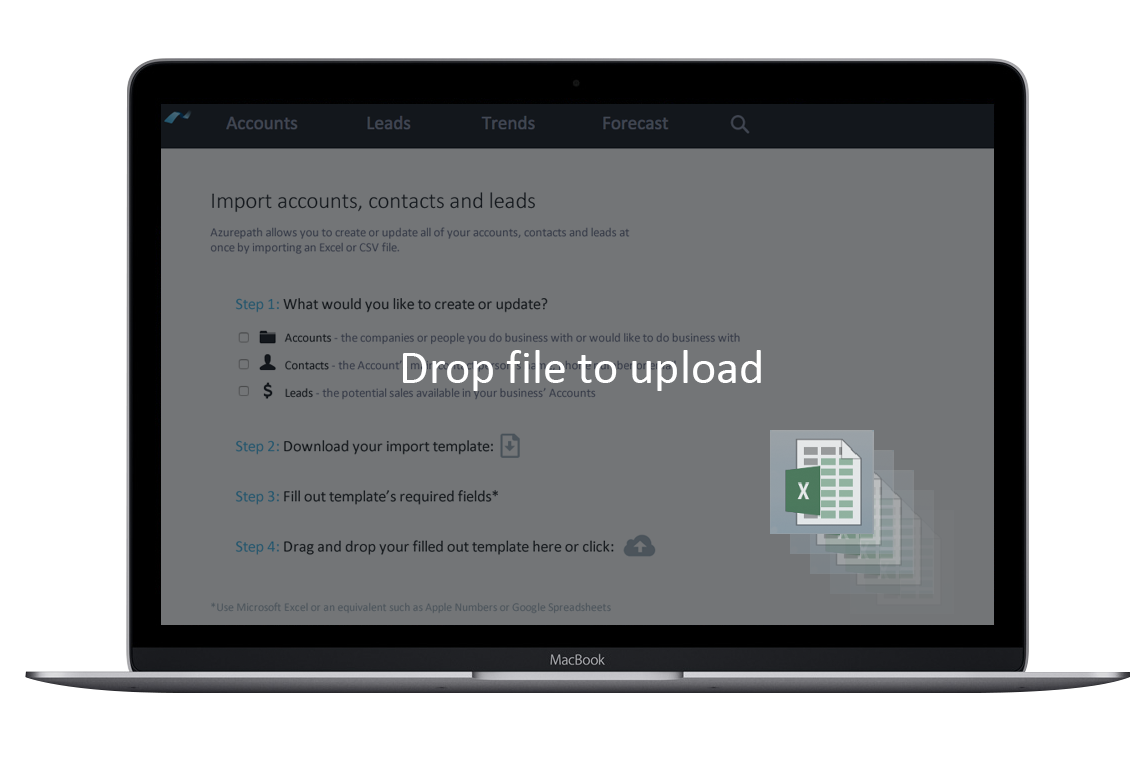 Accounts Leads Trends Forecast
Import accounts, contacts and leads
Azurepath allows you to create or update all of your accounts, contacts and leads at
once by importing an Excel or CSV file.
Step 1: What would you like to create or update?
Accounts - the companies or people you do business with or would like to do business with
Contacts - the Account's
Drop file to upload
Leads - the potential sales available in your business' Accounts
Step 2: Download your import template:
Step 3: Fill out template's required fields*
X
Step 4: Drag and drop your filled out template here or click:
*Use Microsoft Excel or an equivalent such as Apple Numbers or Google Spreadsheets
MacBook